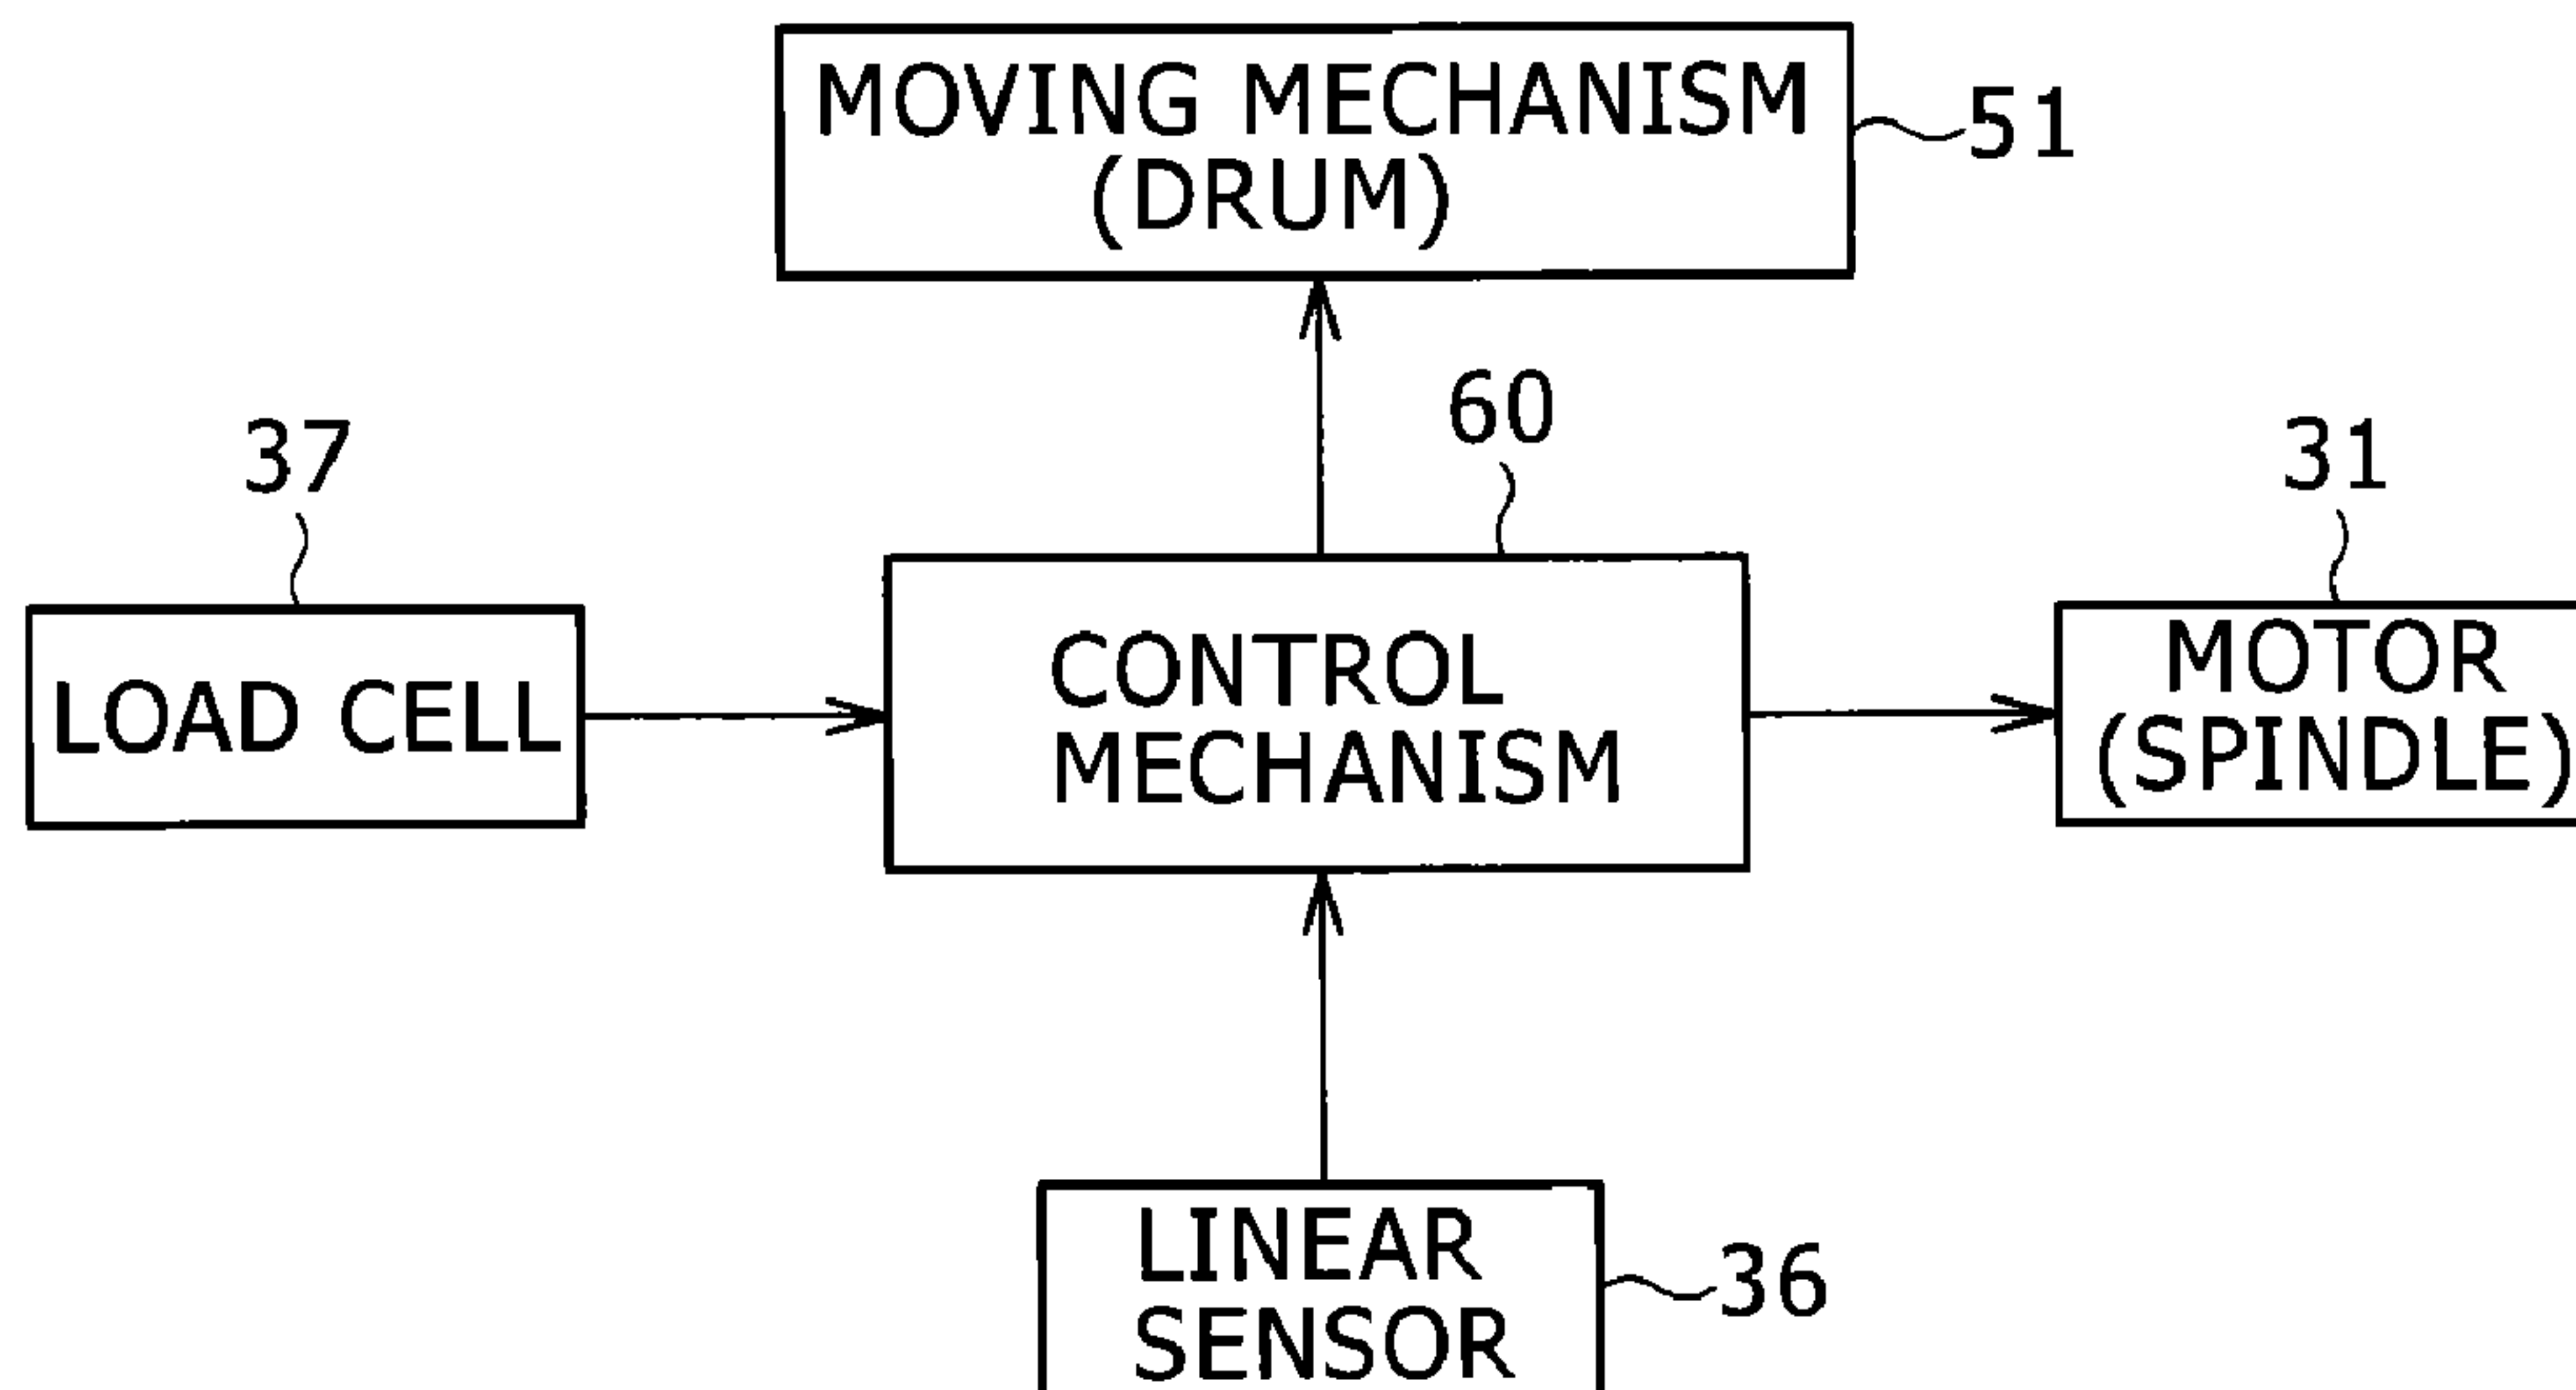 MOVING MECHANISM
(DRUM)
51
60
37
31
LOAD CELL
CONTROL
MECHANISM
MOTOR
(SPINDLE)
LINEAR
SENSOR
36